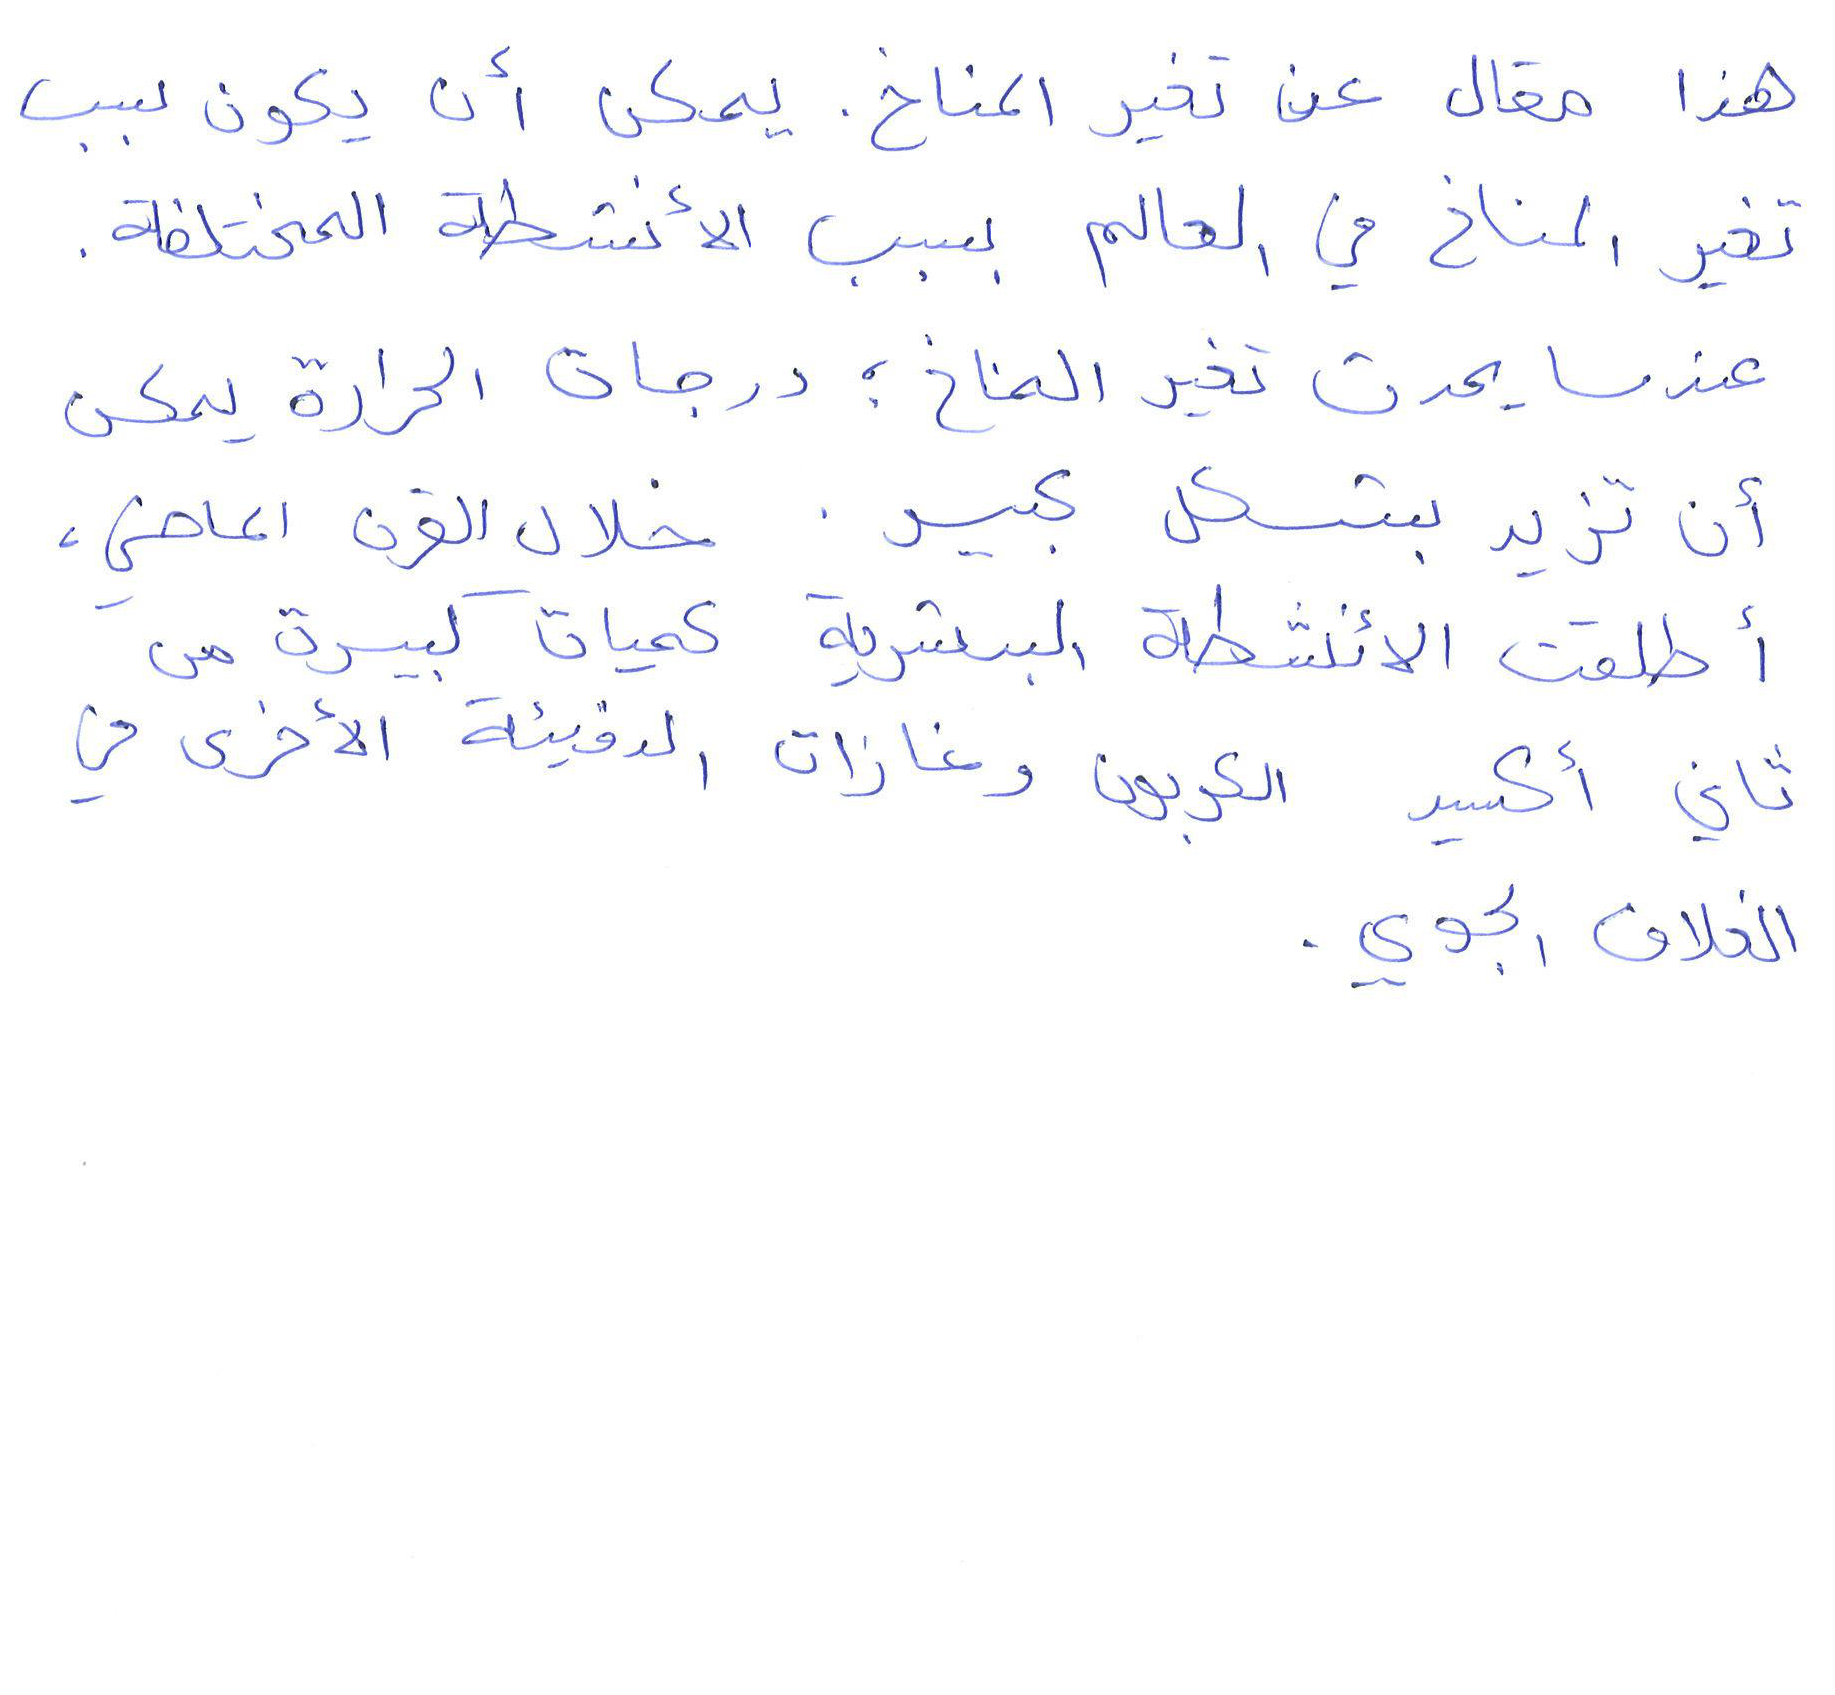 هذا مقال عن تغير المناخ. يمكن أن يكون سبب
تغير المناخ في العالم بسبب الأنشطة المختلفة.
عندما يحدث تغير المناخ؛ درجات الحرارة يمكن
أن تزيد بشكل كبير. خلال القرن الماضي،
أطلقت الأنشطة البشرية كميات كبيرة من
ثاني أكسيد الكربون وغازات الدفيئة الأخرى في
الغلاف الجوي.